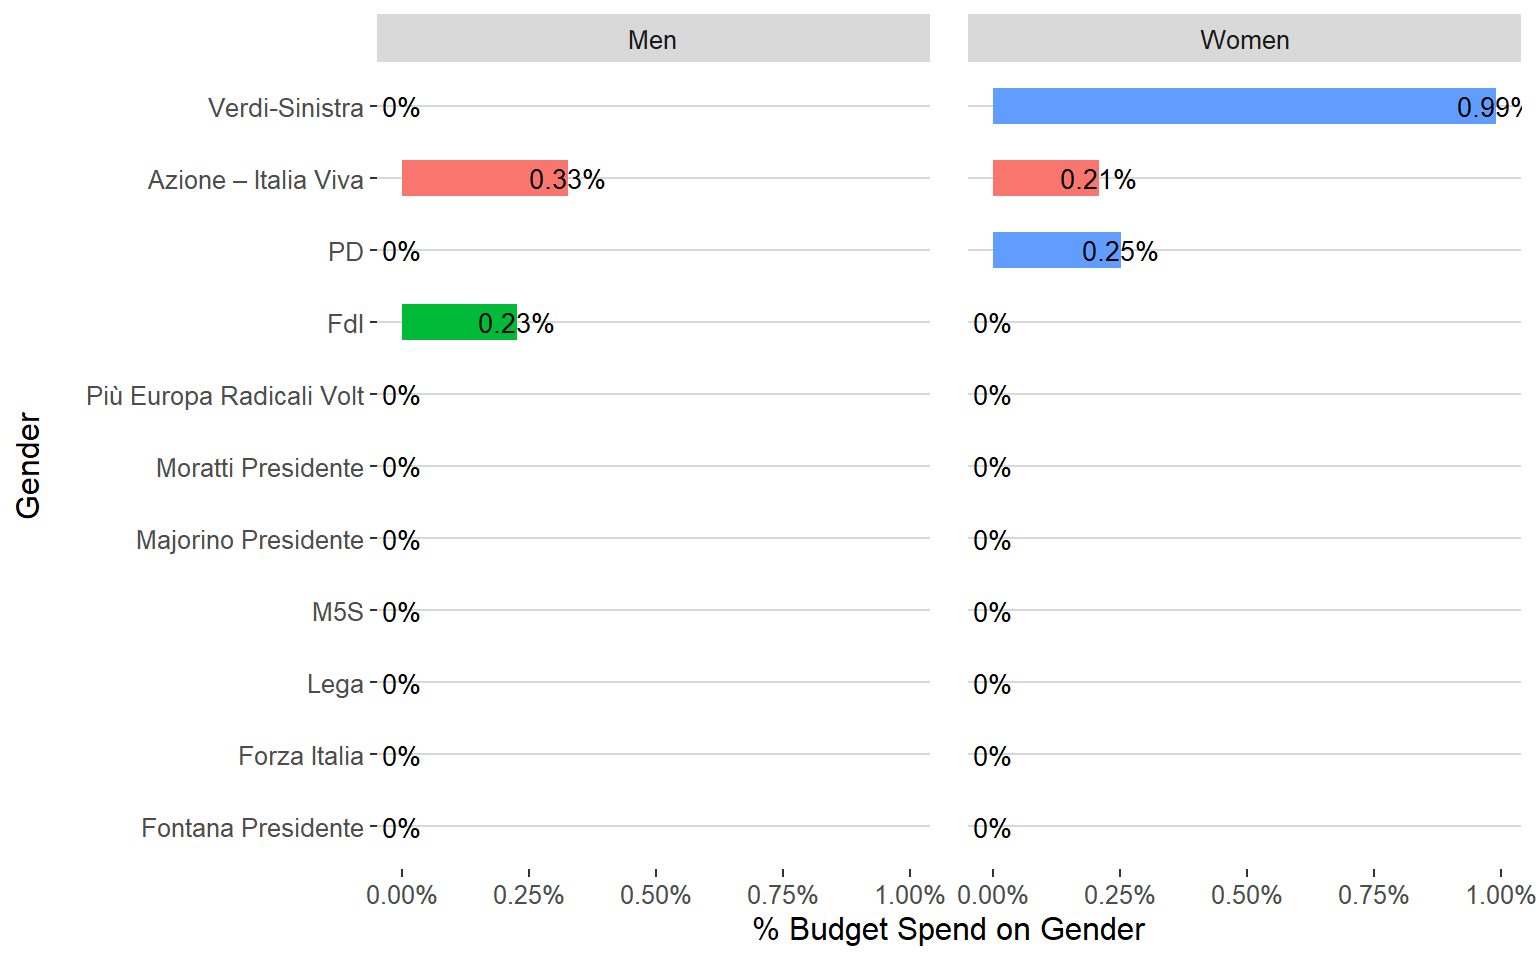 Men Women
Verdi-Sinistra 0% 0.99%
Azione – Italia Viva 0.33% 0.21%
PD 0% 0.25%
FdI 0.23% 0%
Più Europa Radicali Volt 0% 0%
Moratti Presidente 0% 0%
Majorino Presidente 0% 0%
M5S 0% 0%
Lega 0% 0%
Forza Italia 0% 0%
Fontana Presidente 0% 0%
0.00% 0.25% 0.50% 0.75% 1.00% 0.00% 0.25% 0.50% 0.75% 1.00%
% Budget Spend on Gender
Gender